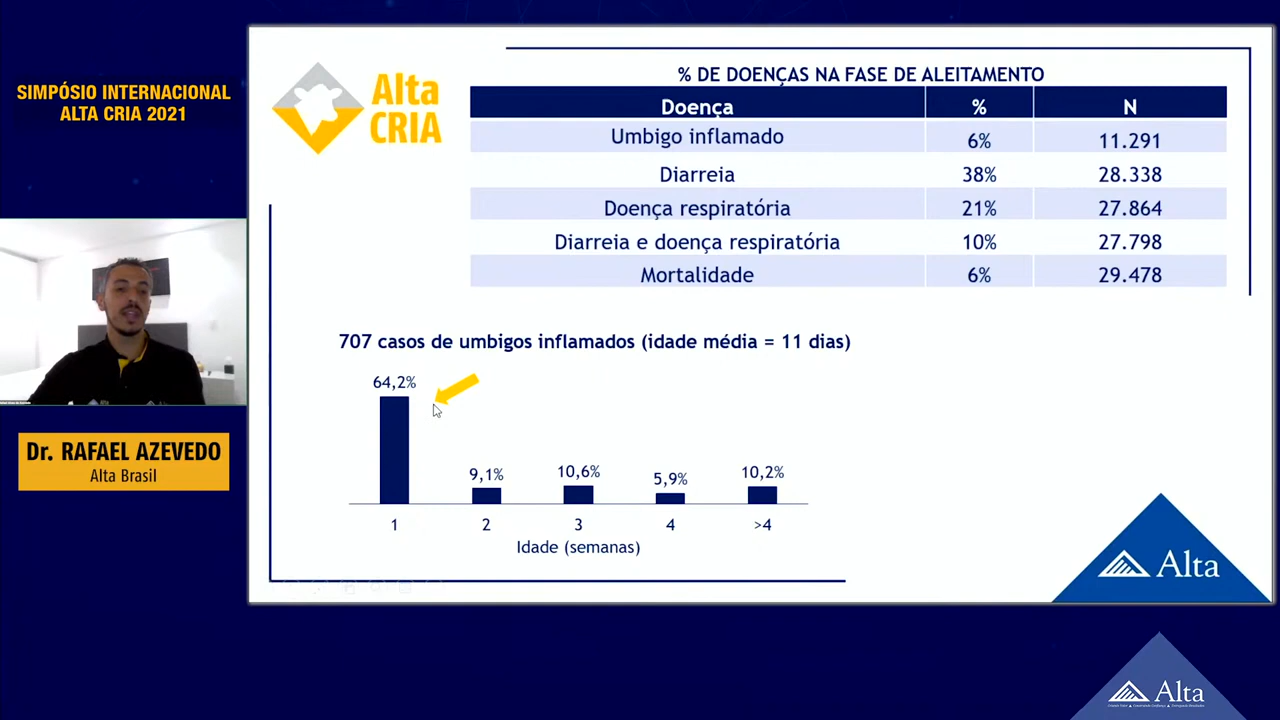 SIMPÓSIO INTERNACIONAL
ALTA CRIA 2021
Dr. RAFAEL AZEVEDO
Alta Brasil
Alta
CRIA
% DE DOENÇAS NA FASE DE ALEITAMENTO
Doença % N
Umbigo inflamado 6% 11.291
Diarreia 38% 28.338
Doença respiratória 21% 27.864
Diarreia e doença respiratória 10% 27.798
Mortalidade 6% 29.478
707 casos de umbigos inflamados (idade média = 11 dias)
64,2% 9,1% 10,6% 5,9% 10,2%
1 2 3 4 >4
Idade (semanas)
Alta
Alta